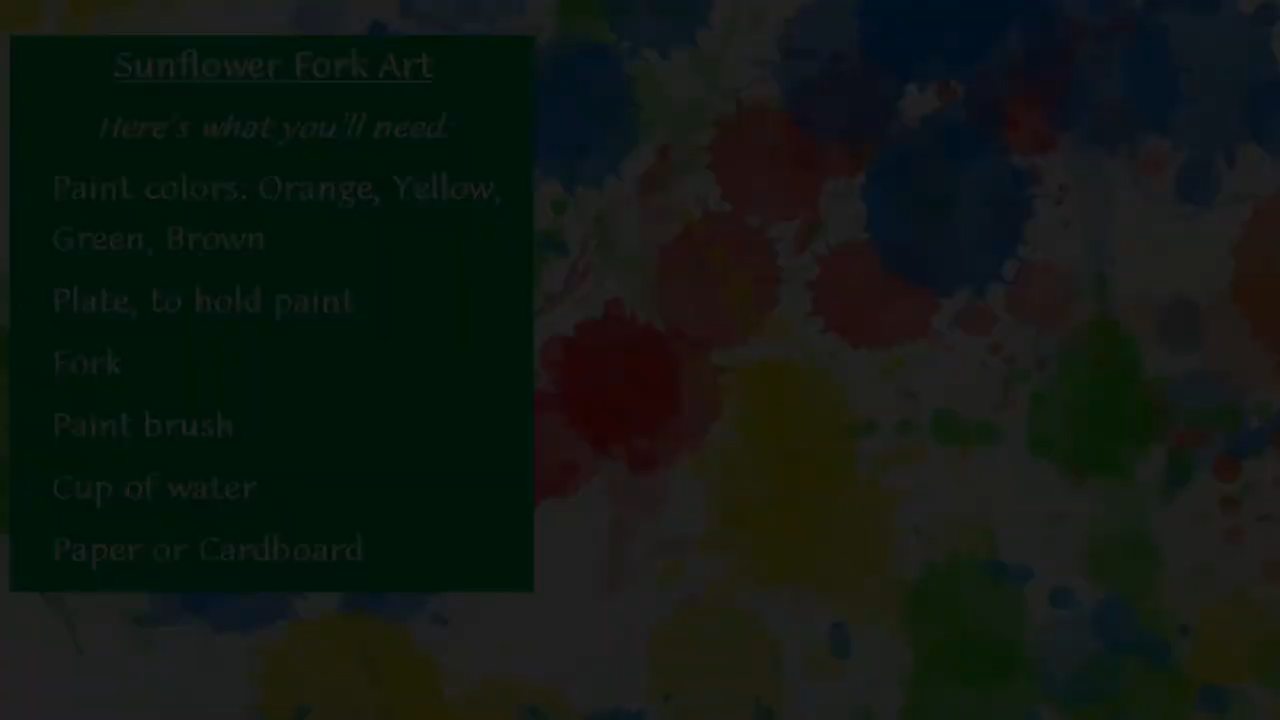 Sunflower Fork Art
Here's what you'll need:
Paint colors. Orange, Yellow,
Green, Brown
Plate, to hold paint
Fork
Paint brush
Cup of water
Paper or Cardboard